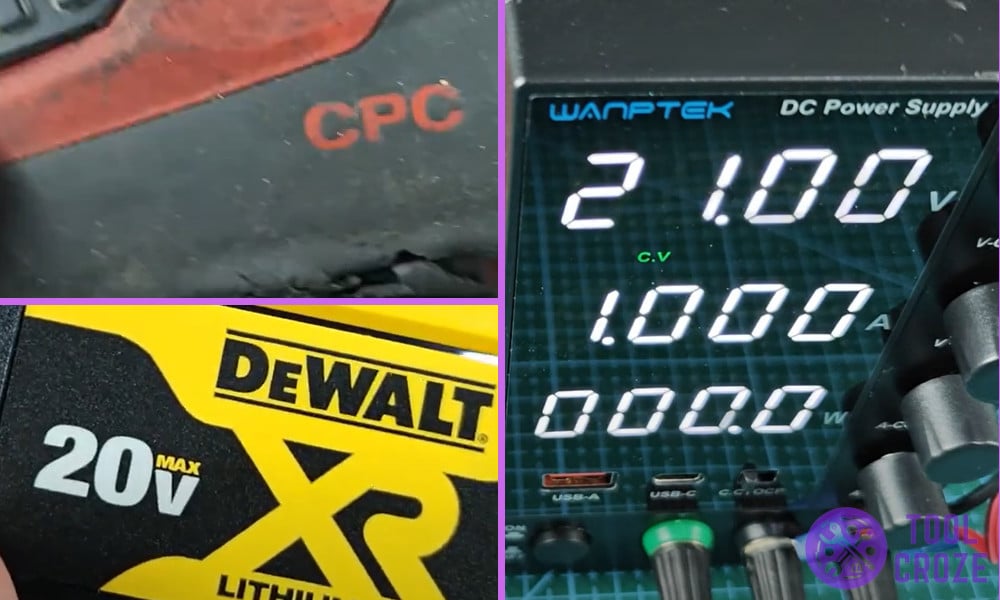 CPC
DEWALT
20V MAX
XR
WANPTEK DC Power Supply
21.00 V
C.V
1.000 A
000.0 W
USB-A USB-C
TOOL
CROZE